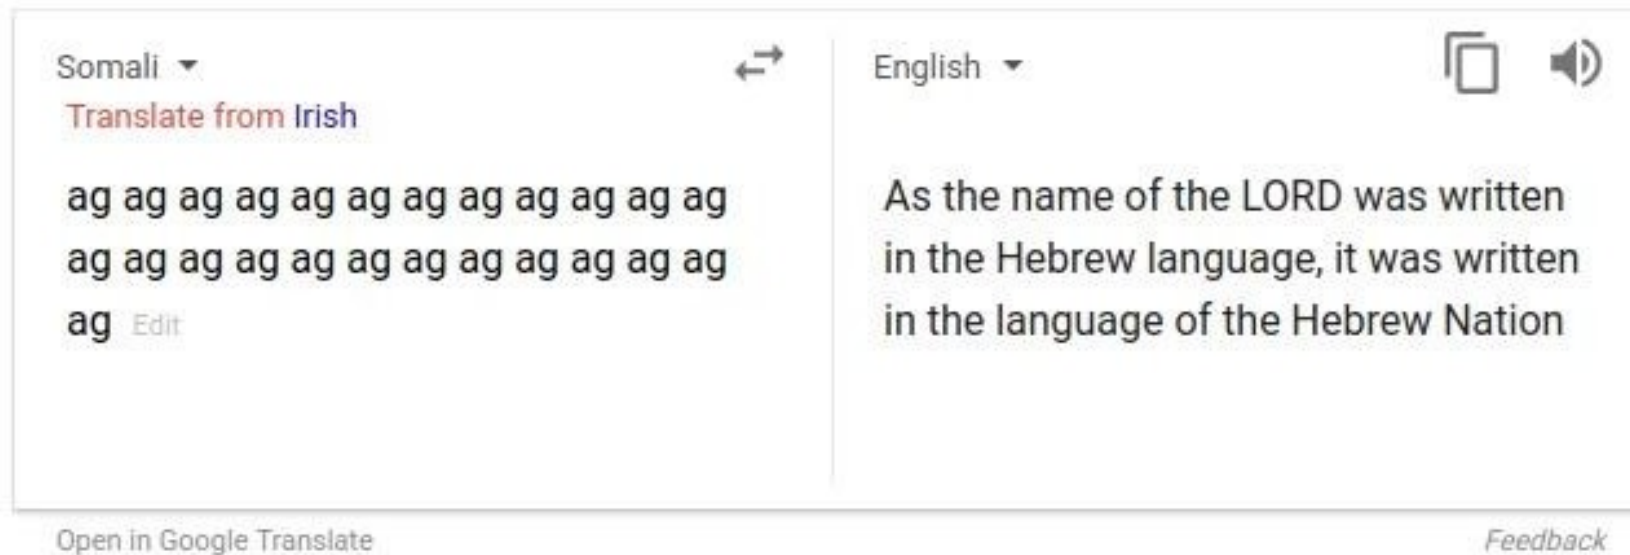 Somali
Translate from Irish
ag ag ag ag ag ag ag ag ag ag ag ag
ag ag ag ag ag ag ag ag ag ag ag ag
ag Edit
English
As the name of the LORD was written
in the Hebrew language, it was written
in the language of the Hebrew Nation
Open in Google Translate
Feedback